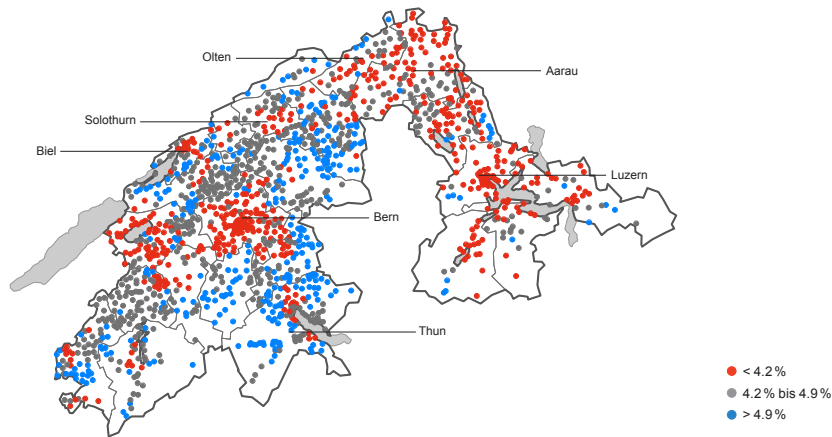 Olten
Aarau
Solothurn
Biel
Luzern
Bern
Thun
< 4.2 %
4.2 % bis 4.9 %
> 4.9 %